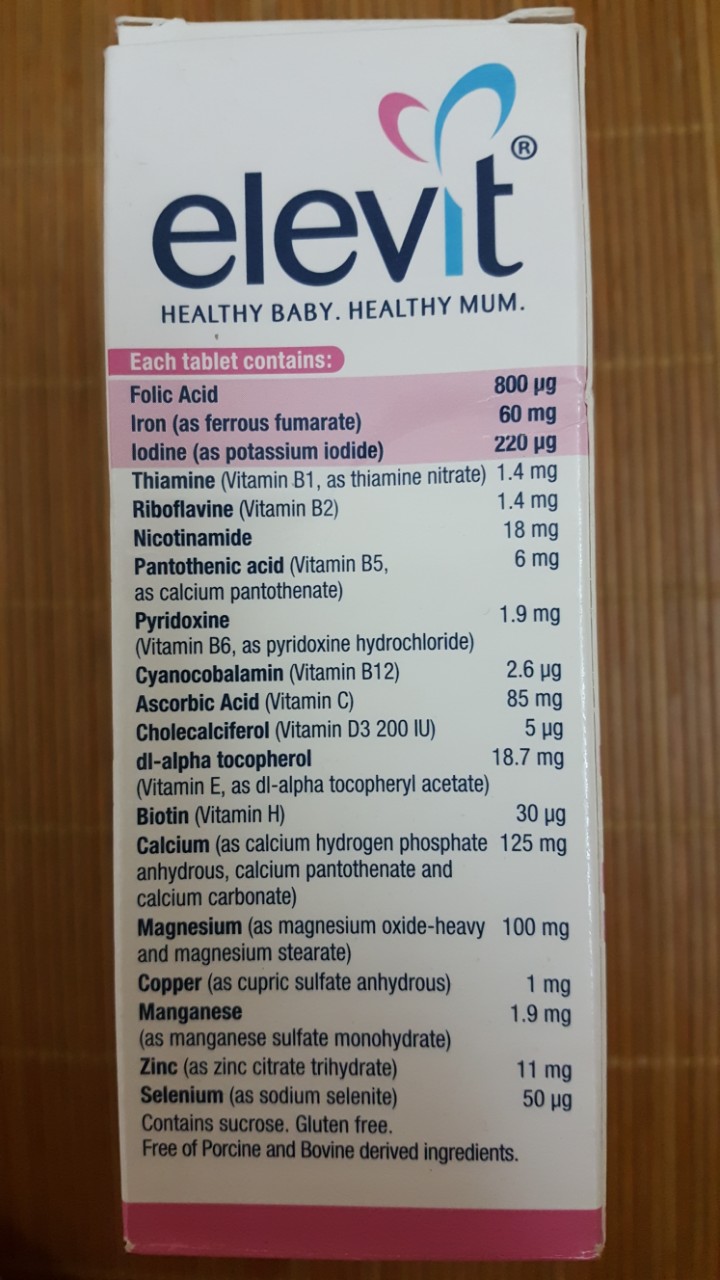 elevit®
HEALTHY BABY. HEALTHY MUM.
Each tablet contains:
Folic Acid 800 µg
Iron (as ferrous fumarate) 60 mg
Iodine (as potassium iodide) 220 µg
Thiamine (Vitamin B1, as thiamine nitrate) 1.4 mg
Riboflavine (Vitamin B2) 1.4 mg
Nicotinamide 18 mg
Pantothenic acid (Vitamin B5, 6 mg
as calcium pantothenate)
Pyridoxine 1.9 mg
(Vitamin B6, as pyridoxine hydrochloride)
Cyanocobalamin (Vitamin B12) 2.6 µg
Ascorbic Acid (Vitamin C) 85 mg
Cholecalciferol (Vitamin D3 200 IU) 5 µg
dl-alpha tocopherol 18.7 mg
(Vitamin E, as dl-alpha tocopheryl acetate)
Biotin (Vitamin H) 30 µg
Calcium (as calcium hydrogen phosphate 125 mg
anhydrous, calcium pantothenate and
calcium carbonate)
Magnesium (as magnesium oxide-heavy 100 mg
and magnesium stearate)
Copper (as cupric sulfate anhydrous) 1 mg
Manganese 1.9 mg
(as manganese sulfate monohydrate)
Zinc (as zinc citrate trihydrate) 11 mg
Selenium (as sodium selenite) 50 µg
Contains sucrose. Gluten free.
Free of Porcine and Bovine derived ingredients.